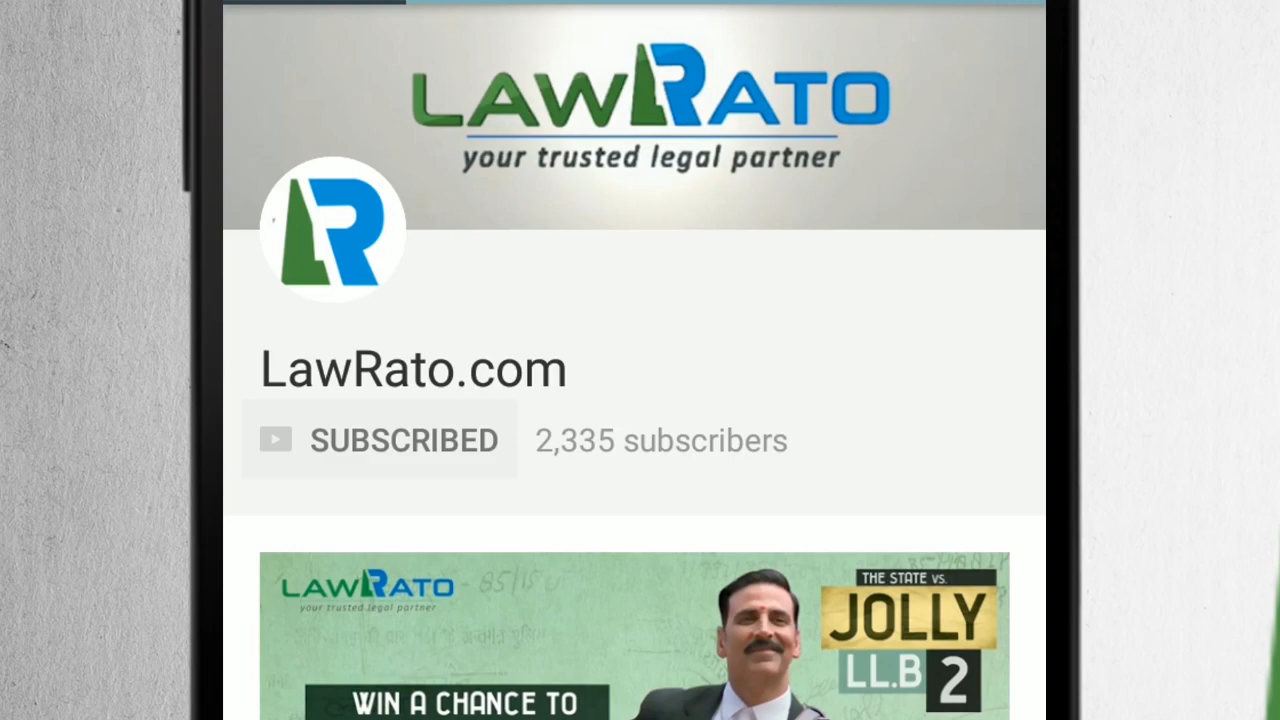 LAWRATO
your trusted legal partner
R
LawRato.com
SUBSCRIBED 2,335 subscribers
LAWRATO
your trusted legal partner
THE STATE VS.
JOLLY
LL.B 2
WIN A CHANCE TO